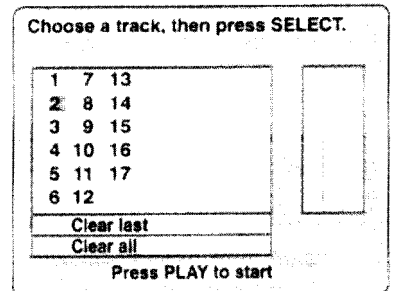 Choose a track, then press SELECT.
1 7 13
2 8 14
3 9 15
4 10 16
5 11 17
6 12
Clear last
Clear all
Press PLAY to start